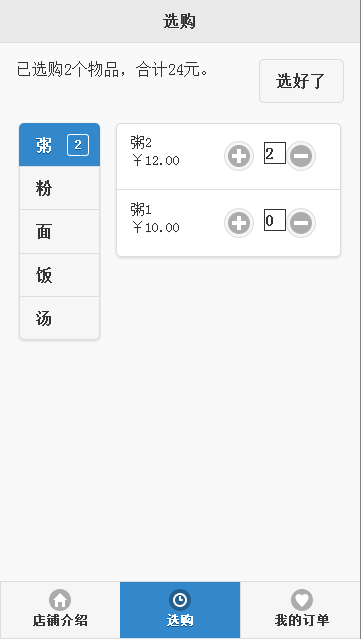 选购
已选购2个物品，合计24元。
选好了
粥 2
粉
面
饭
汤
粥2
￥12.00
2
粥1
￥10.00
0
店铺介绍
选购
我的订单